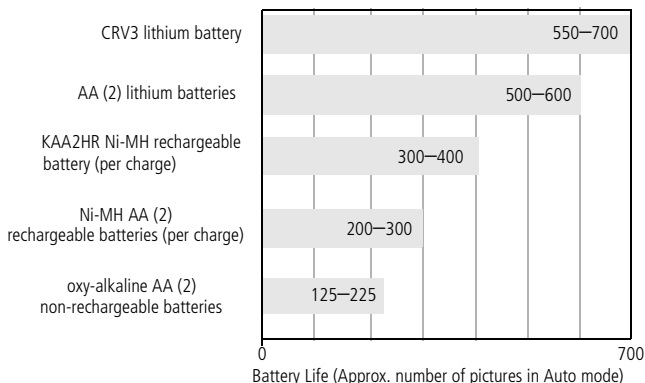 CRV3 lithium battery
550–700
AA (2) lithium batteries
500–600
KAA2HR Ni-MH rechargeable
battery (per charge)
300–400
Ni-MH AA (2)
rechargeable batteries (per charge)
200–300
oxy-alkaline AA (2)
non-rechargeable batteries
125–225
0
700
Battery Life (Approx. number of pictures in Auto mode)